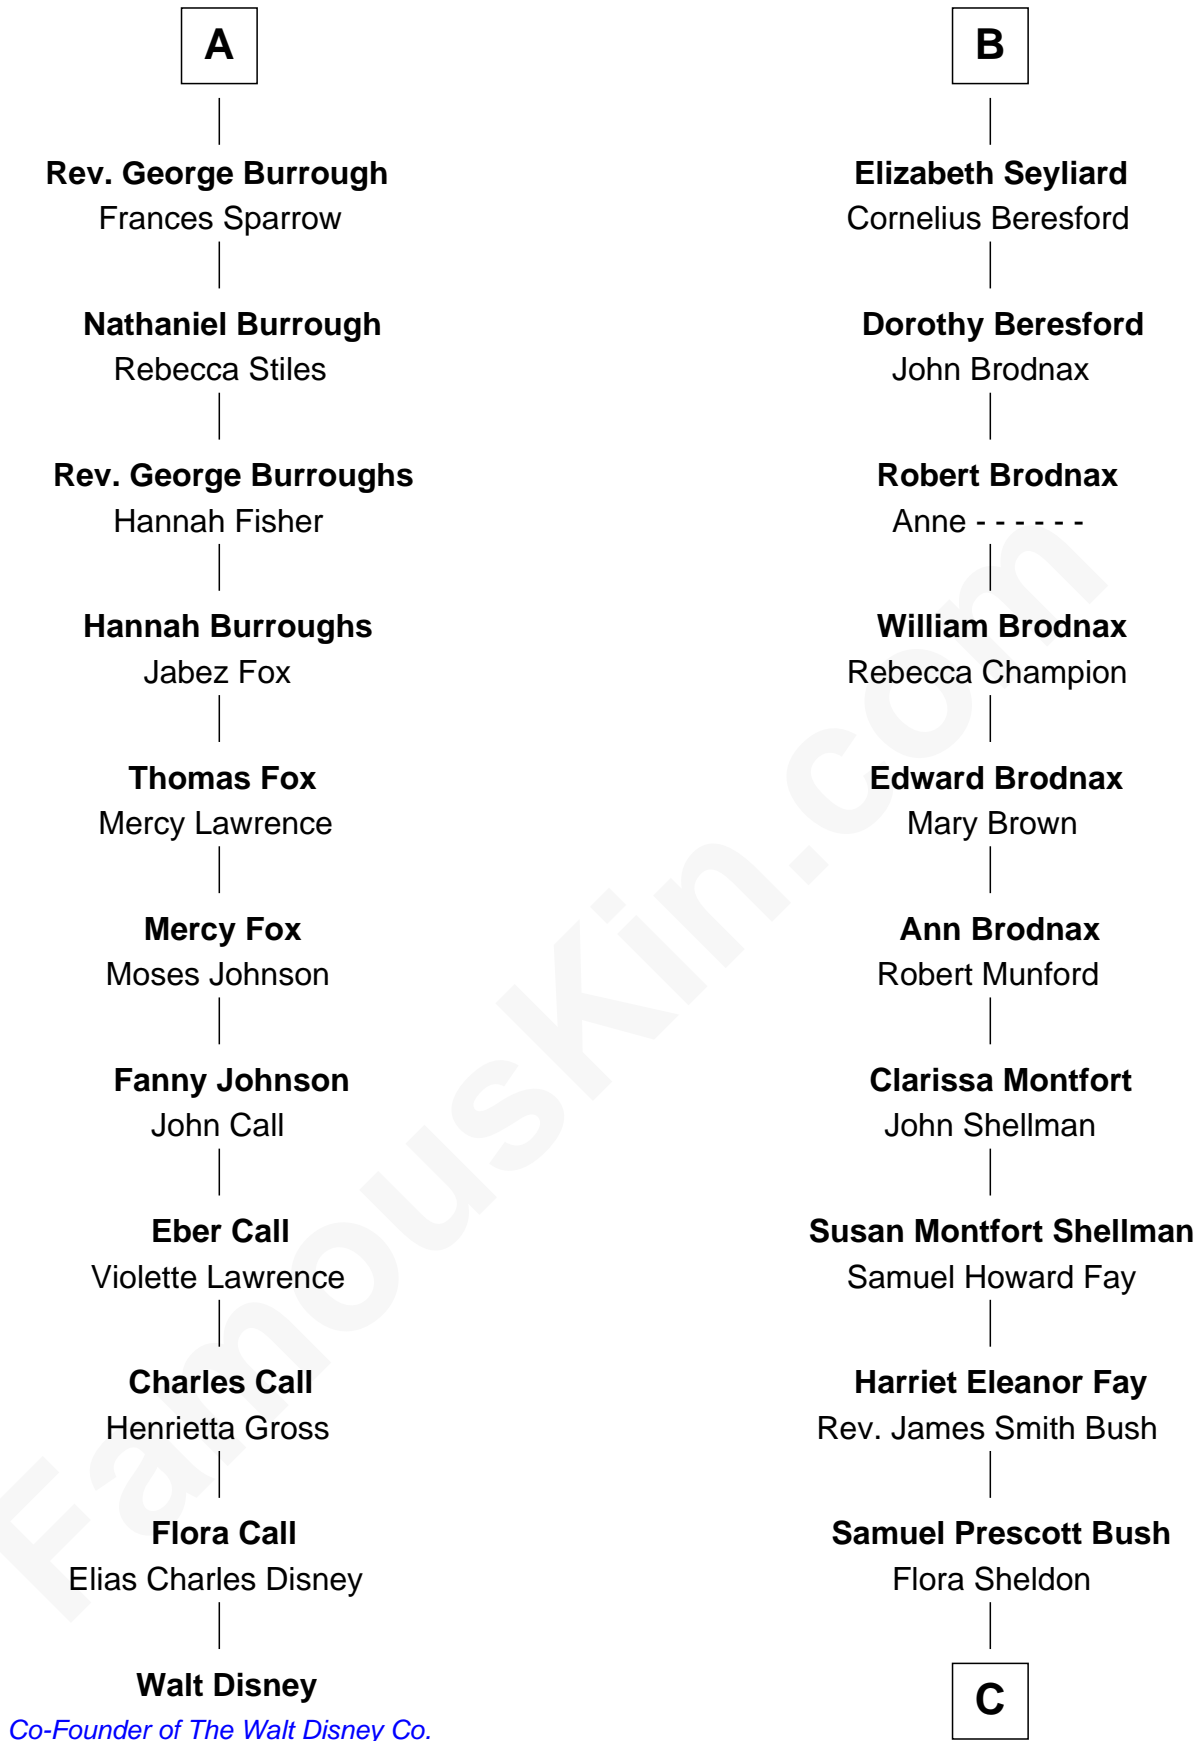 A
Rev. George Burrough
Frances Sparrow
Nathaniel Burrough
Rebecca Stiles
Rev. George Burroughs
Hannah Fisher
Hannah Burroughs
Jabez Fox
Thomas Fox
Mercy Lawrence
Mercy Fox
Moses Johnson
Fanny Johnson
John Call
Eber Call
Violette Lawrence
Charles Call
Henrietta Gross
Flora Call
Elias Charles Disney
Walt Disney
Co-Founder of The Walt Disney Co.
B
Elizabeth Seyliard
Cornelius Beresford
Dorothy Beresford
John Brodnax
Robert Brodnax
Anne - - - - - -
William Brodnax
Rebecca Champion
Edward Brodnax
Mary Brown
Ann Brodnax
Robert Munford
Clarissa Montfort
John Shellman
Susan Montfort Shellman
Samuel Howard Fay
Harriet Eleanor Fay
Rev. James Smith Bush
Samuel Prescott Bush
Flora Sheldon
C
FamousKin.com